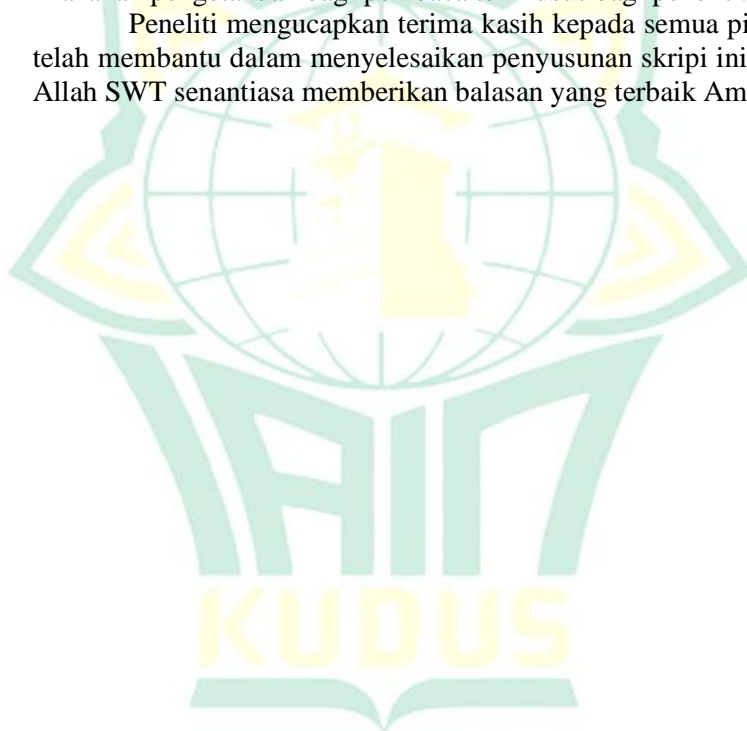 Peneliti mengucapkan terima kasih kepada semua pi
telah membantu dalam menyelesaikan penyusunan skripi ini
Allah SWT senantiasa memberikan balasan yang terbaik Am
IAIN
KUDUS